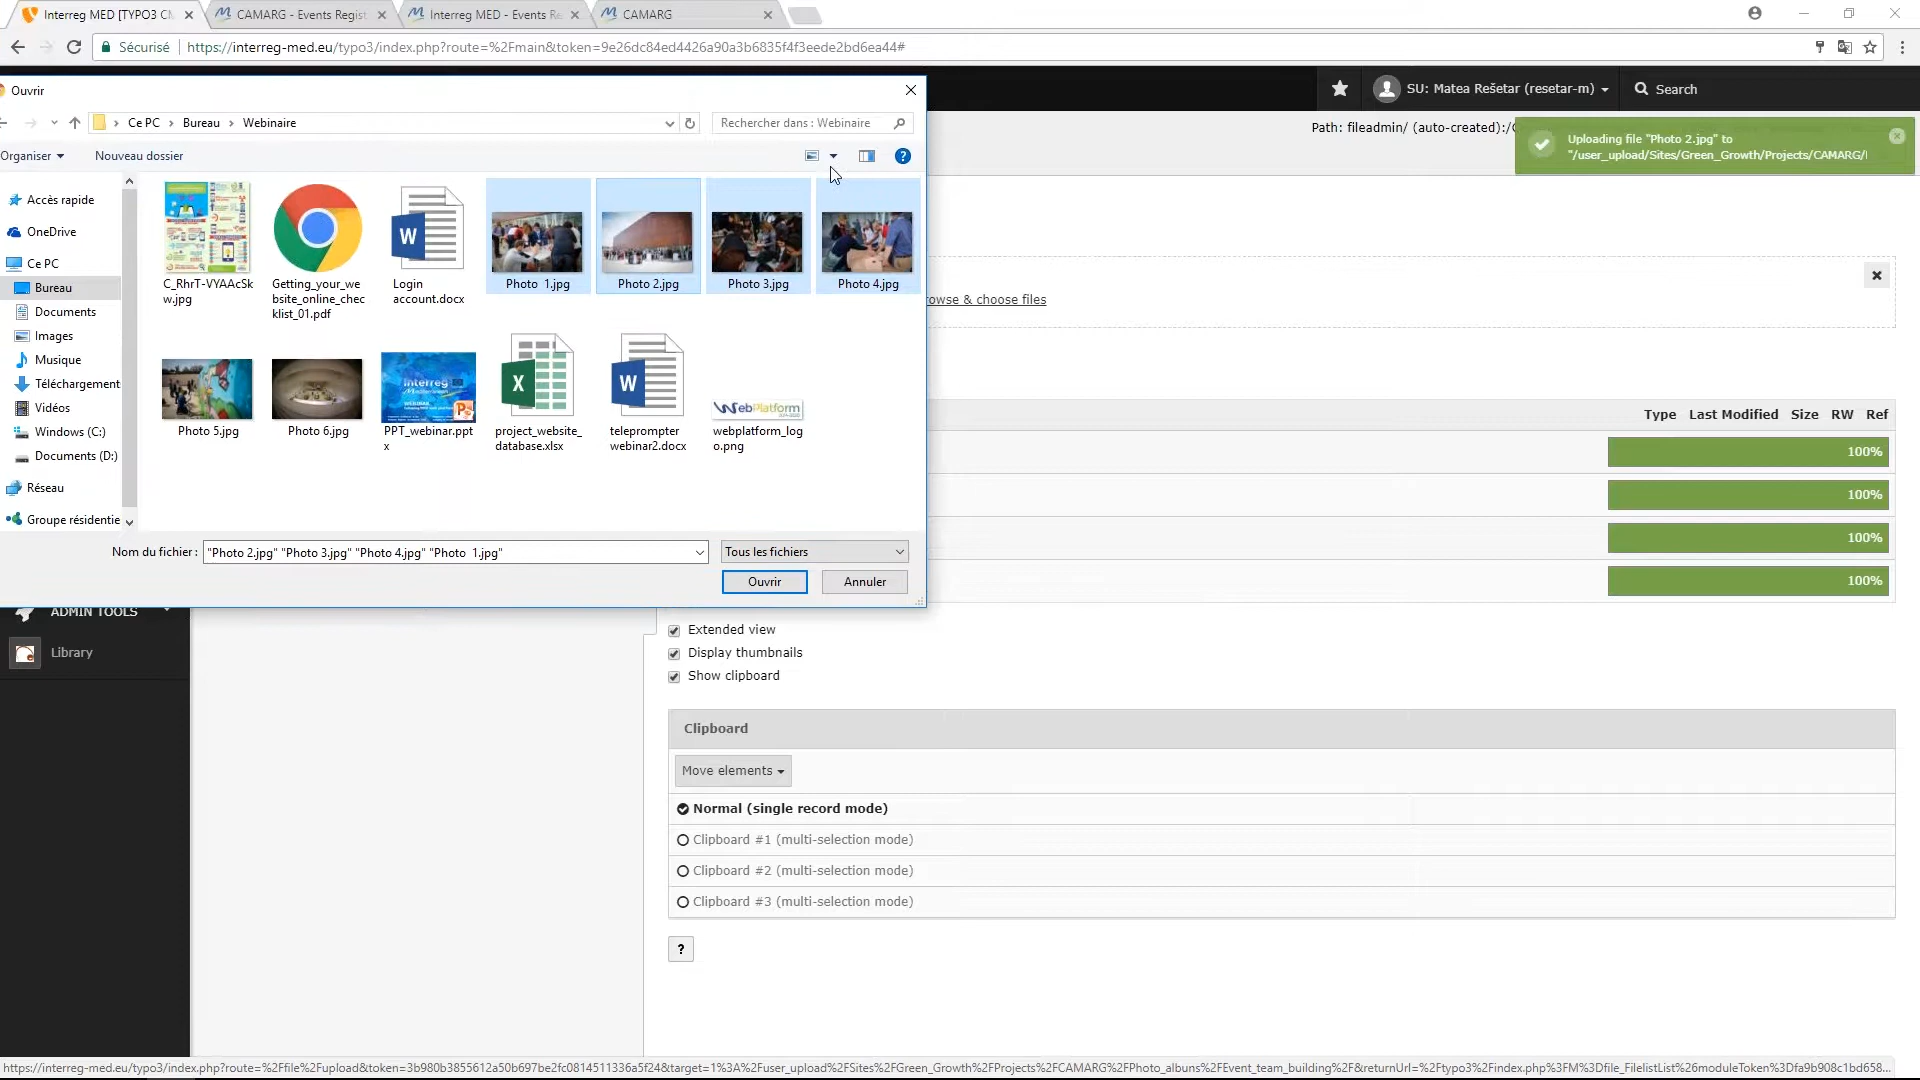 Interreg MED [TYPO3 CM
CAMARG - Events Regist
Interreg MED - Events Re
CAMARG
Sécurisé
https://interreg-med.eu/typo3/index.php?route=%2Fmain&token=9e26dc84ed4426a90a3b6835f4f3eede2bd6ea44#
SU: Matea Rešetar (resetar-m)
Search
Path: fileadmin/ (auto-created):/
Uploading file "Photo 2.jpg" to
"/user_upload/Sites/Green_Growth/Projects/CAMARG/
Ouvrir
Ce PC
Bureau
Webinaire
Rechercher dans : Webinaire
Organiser
Nouveau dossier
Accès rapide
OneDrive
Ce PC
Bureau
Documents
Images
Musique
Téléchargement
Vidéos
Windows (C:)
Documents (D:)
Réseau
Groupe résidentie
C_RhrT-VYAAcSk
w.jpg
Getting_your_we
bsite_online_chec
klist_01.pdf
Login
account.docx
Photo  1.jpg
Photo 2.jpg
Photo 3.jpg
Photo 4.jpg
Photo 5.jpg
Photo 6.jpg
PPT_webinar.ppt
x
project_website_
database.xlsx
teleprompter
webinar2.docx
webplatform_log
o.png
Nom du fichier :
"Photo 2.jpg" "Photo 3.jpg" "Photo 4.jpg" "Photo  1.jpg"
Tous les fichiers
Ouvrir
Annuler
owse & choose files
Type
Last Modified
Size
RW
Ref
100%
100%
100%
100%
ADMIN TOOLS
Library
Extended view
Display thumbnails
Show clipboard
Clipboard
Move elements
Normal (single record mode)
Clipboard #1 (multi-selection mode)
Clipboard #2 (multi-selection mode)
Clipboard #3 (multi-selection mode)
?
https://interreg-med.eu/typo3/index.php?route=%2Ffile%2Fupload&token=3b980b3855612a50b697be2fc0814511336a5f24&target=1%3A%2Fuser_upload%2FSites%2FGreen_Growth%2FProjects%2FCAMARG%2FPhoto_albuns%2FEvent_team_building%2F&returnUrl=%2Ftypo3%2Findex.php%3FM%3Dfile_FilelistList%26moduleToken%3Dfa9b908c1bd658...